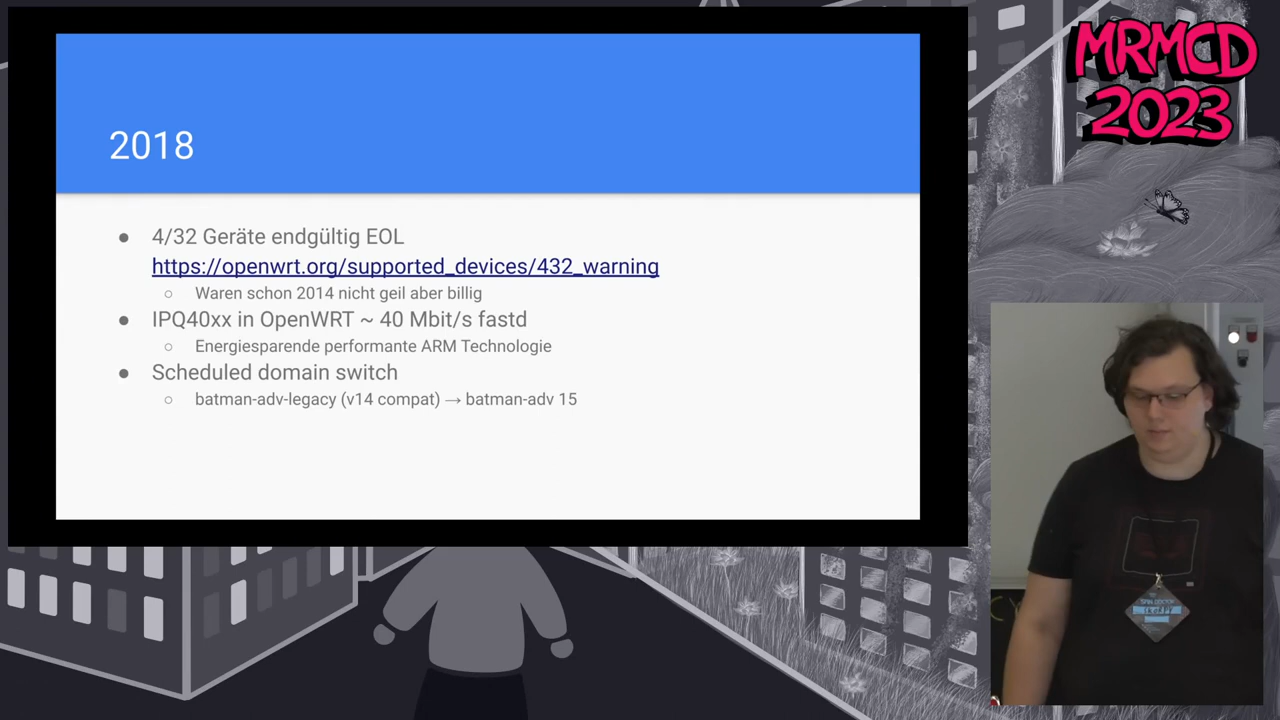 MRMCD
2023
2018
● 4/32 Geräte endgültig EOL
https://openwrt.org/supported_devices/432_warning
○ Waren schon 2014 nicht geil aber billig
● IPQ40xx in OpenWRT ~ 40 Mbit/s fastd
○ Energiesparende performante ARM Technologie
● Scheduled domain switch
○ batman-adv-legacy (v14 compat) → batman-adv 15